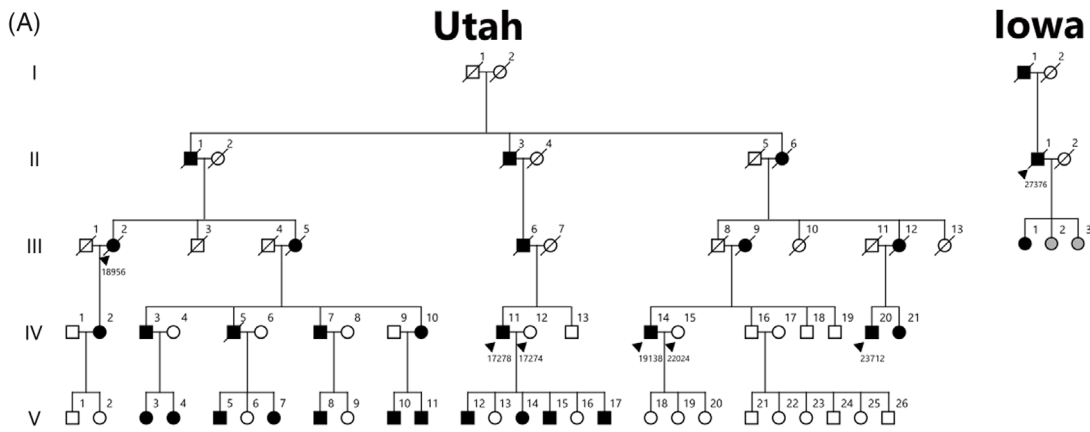 (A) Utah Iowa
I 1 2 1 2
II 1 2 3 4 5 6 1 2
27376
III 1 2 3 4 5 6 7 8 9 10 11 12 13 1 2 3
18956
IV 1 2 3 4 5 6 7 8 9 10 11 12 13 14 15 16 17 18 19 20 21
17278 17274 19138 22024 23712
V 1 2 3 4 5 6 7 8 9 10 11 12 13 14 15 16 17 18 19 20 21 22 23 24 25 26